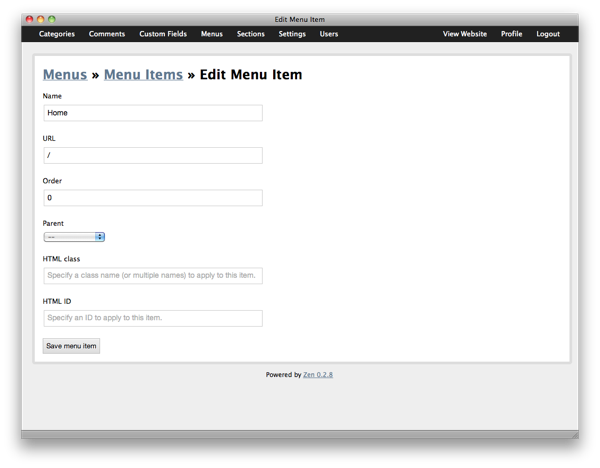 Edit Menu Item
Categories Comments Custom Fields Menus Sections Settings Users View Website Profile Logout
Menus » Menu Items » Edit Menu Item
Name
Home
URL
/
Order
0
Parent
--
HTML class
Specify a class name (or multiple names) to apply to this item.
HTML ID
Specify an ID to apply to this item.
Save menu item
Powered by Zen 0.2.8